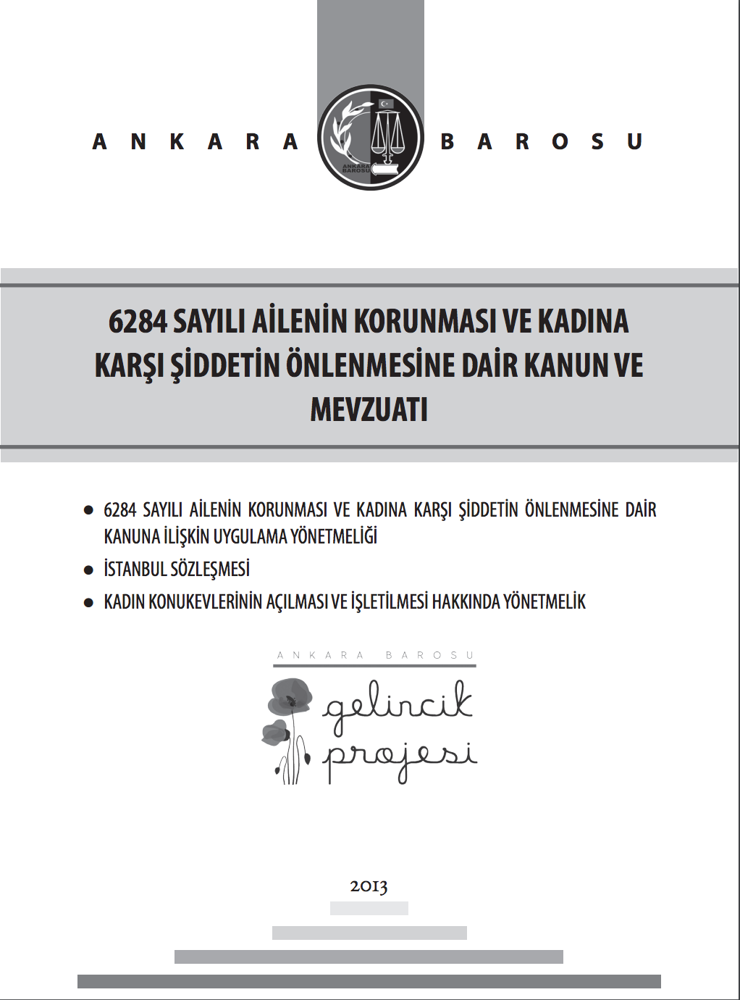 ANKARA BAROSU
ANKARA
BAROSU
6284 SAYILI AİLENİN KORUNMASI VE KADINA
KARŞI ŞİDDETİN ÖNLENMESİNE DAİR KANUN VE
MEVZUATI
● 6284 SAYILI AİLENİN KORUNMASI VE KADINA KARŞI ŞİDDETİN ÖNLENMESİNE DAİR
KANUNA İLİŞKİN UYGULAMA YÖNETMELİĞİ
● İSTANBUL SÖZLEŞMESİ
● KADIN KONUKEVLERİNİN AÇILMASI VE İŞLETİLMESİ HAKKINDA YÖNETMELİK
ANKARA BAROSU
gelincik
projesi
2013